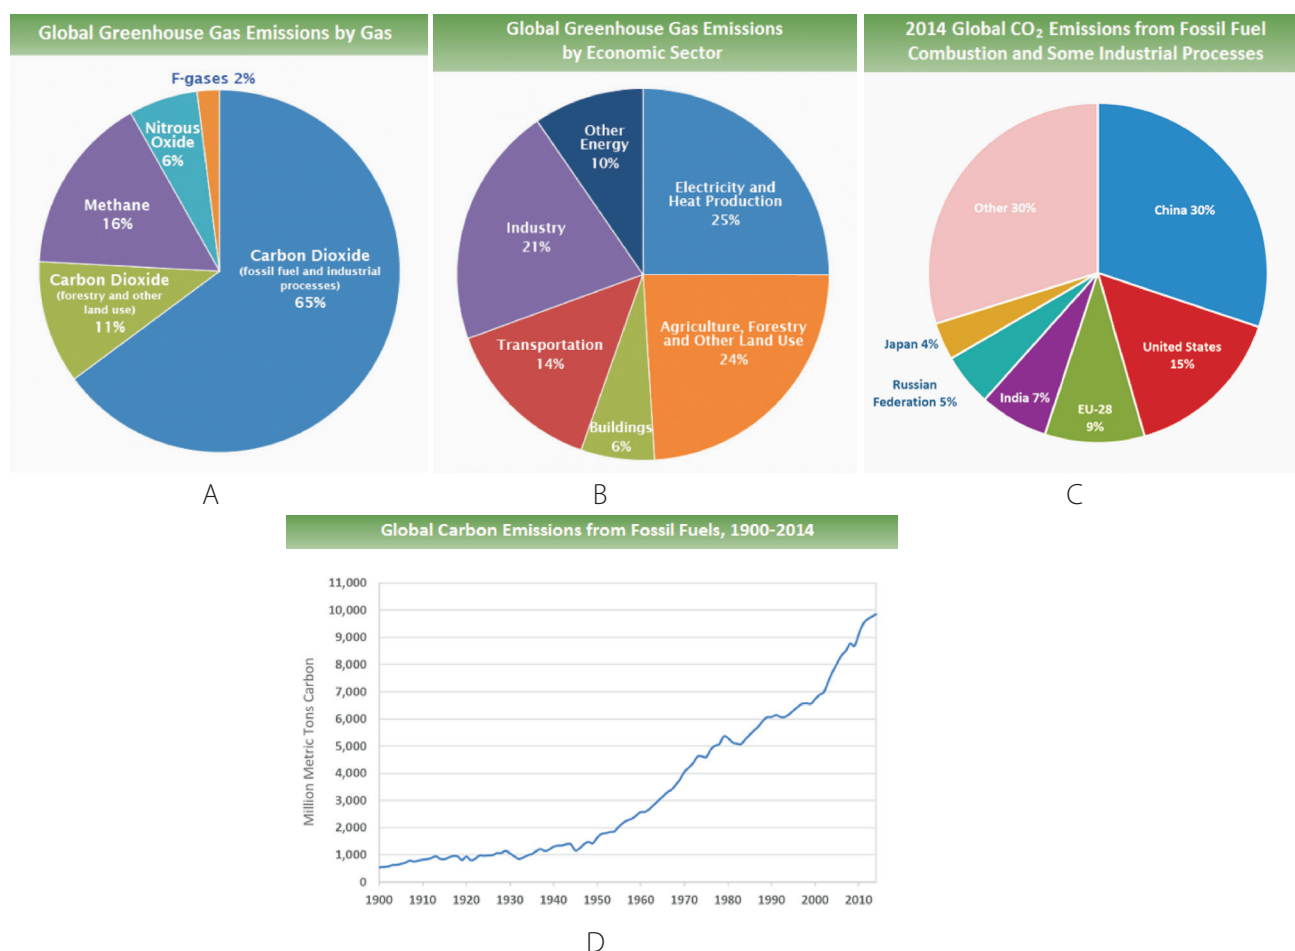 Global Greenhouse Gas Emissions by Gas
F-gases 2%
Nitrous
Oxide
6%
Methane
16%
Carbon Dioxide
(fossil fuel and industrial
processes)
65%
Carbon Dioxide
(forestry and other
land use)
11%
A
Global Greenhouse Gas Emissions
by Economic Sector
Other
Energy
10%
Electricity and
Heat Production
25%
Industry
21%
Agriculture, Forestry
and Other Land Use
24%
Transportation
14%
Buildings
6%
B
2014 Global CO₂ Emissions from Fossil Fuel
Combustion and Some Industrial Processes
Other 30%
China 30%
Japan 4%
United States
15%
Russian
Federation 5%
India 7%
EU-28
9%
C
Global Carbon Emissions from Fossil Fuels, 1900-2014
Million Metric Tons Carbon
11,000
10,000
9,000
8,000
7,000
6,000
5,000
4,000
3,000
2,000
1,000
0
1900 1910 1920 1930 1940 1950 1960 1970 1980 1990 2000 2010
D